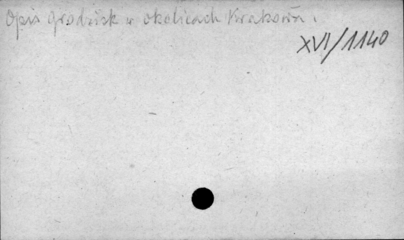 Opis grodzisk w okolicach Krakowa.
XVI/1140